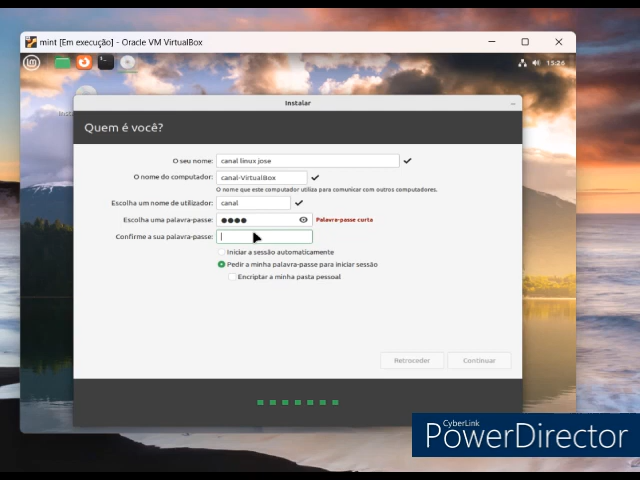 mint [Em execução] - Oracle VM VirtualBox
15:26
Instalar
Quem é você?
O seu nome: canal linux jose
O nome do computador: canal-VirtualBox
O nome que este computador utiliza para comunicar com outros computadores.
Escolha um nome de utilizador: canal
Escolha uma palavra-passe: ●●●● Palavra-passe curta
Confirme a sua palavra-passe:
Iniciar a sessão automaticamente
Pedir a minha palavra-passe para iniciar sessão
Encriptar a minha pasta pessoal
Retroceder Continuar
CyberLink
PowerDirector